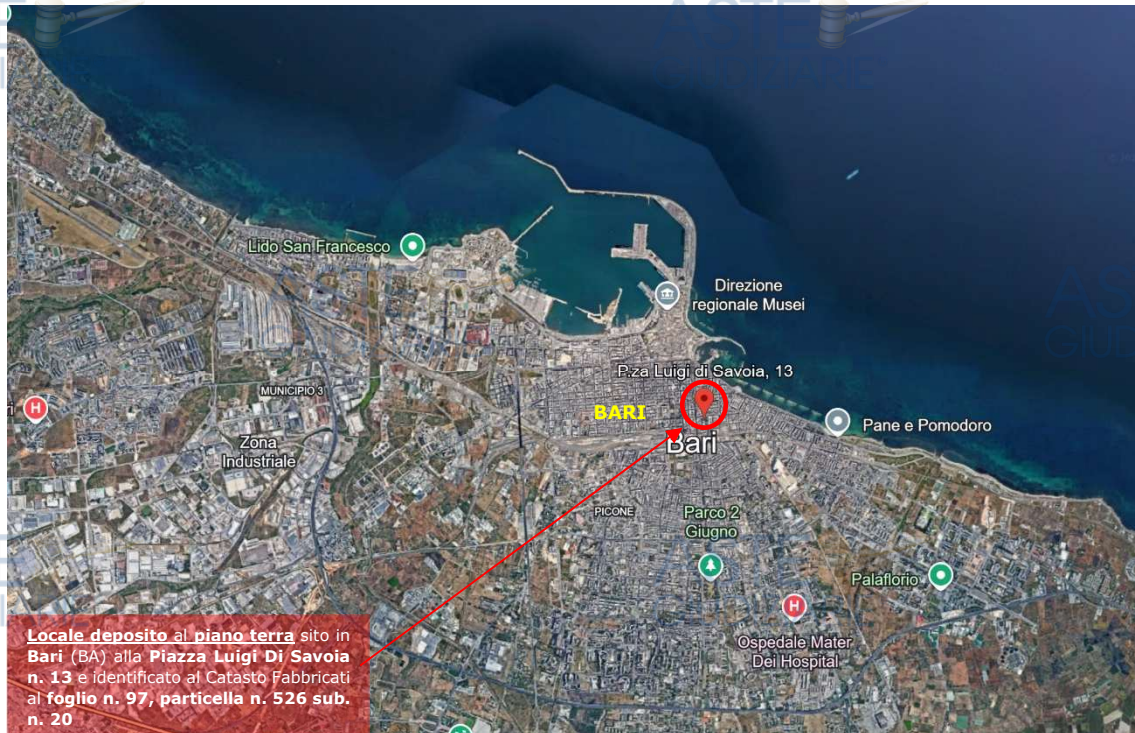 ASTE
GIUDIZIARIE
Lido San Francesco
Direzione
regionale Musei
P.za Luigi di Savoia, 13
MUNICIPIO 3
BARI
Pane e Pomodoro
H
Zona
Industriale
Bari
PICONE
Parco 2
Giugno
Palaflorio
H
Ospedale Mater
Dei Hospital
Locale deposito al piano terra sito in
Bari (BA) alla Piazza Luigi Di Savoia
n. 13 e identificato al Catasto Fabbricati
al foglio n. 97, particella n. 526 sub.
n. 20